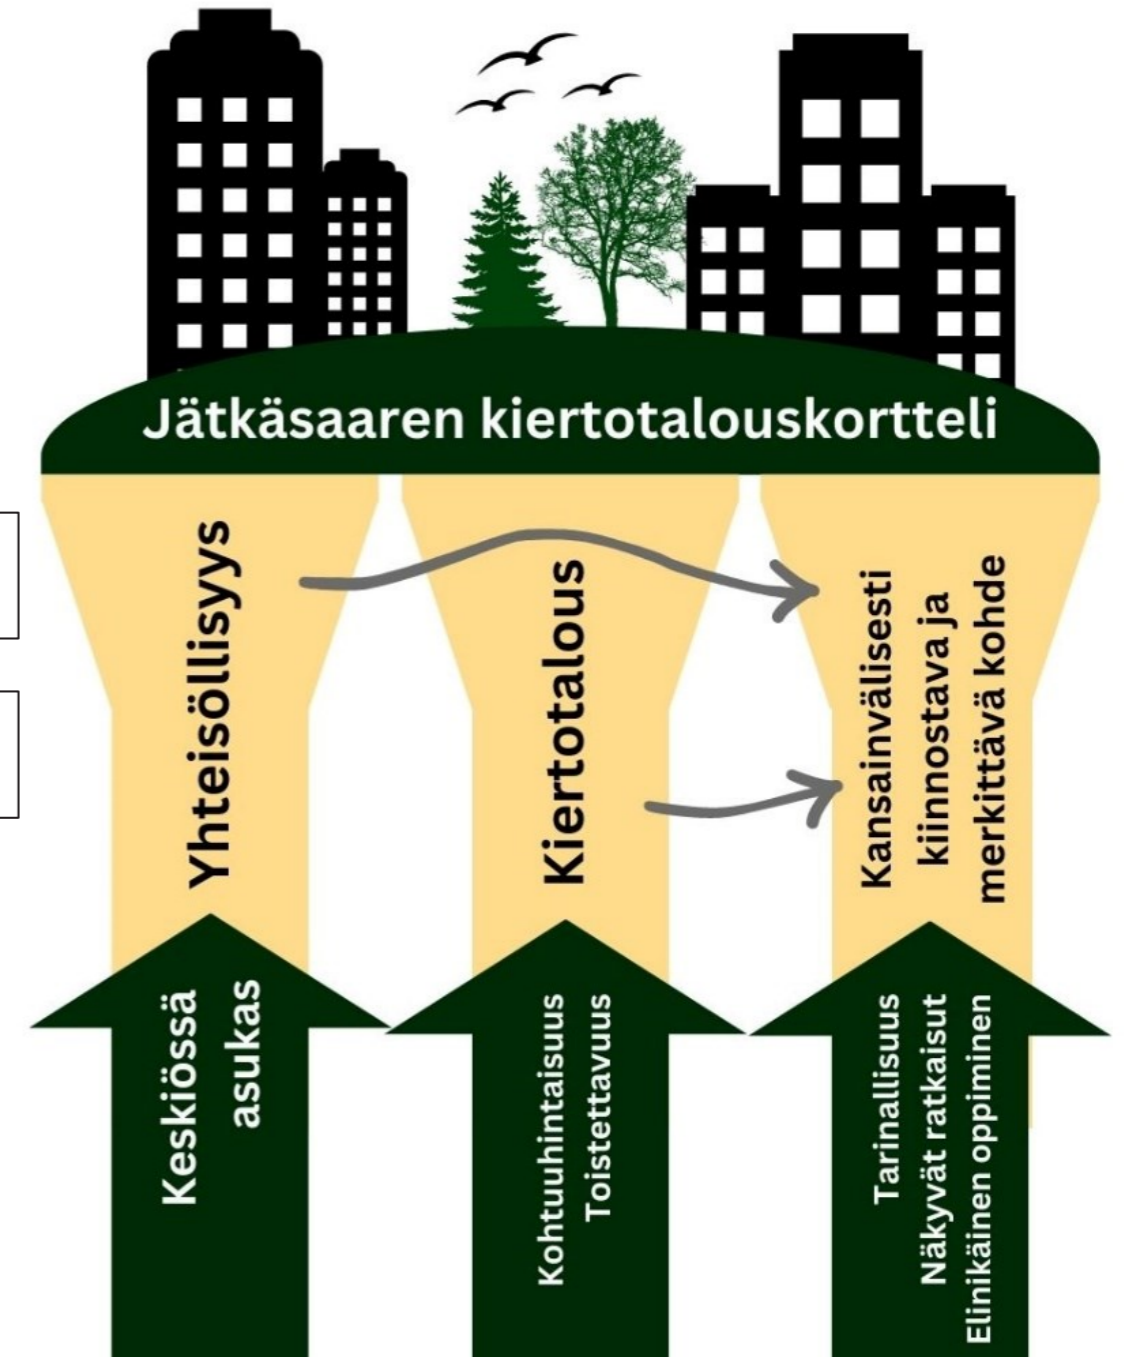 Jätkäsaaren kiertotalouskortteli
Yhteisöllisyys
Kiertotalous
Kansainvälisesti
kiinnostava ja
merkittävä kohde
Keskiössä
asukas
Kohtuuhintaisuus
Toistettavuus
Tarinallisuus
Näkyvät ratkaisut
Elinikäinen oppiminen